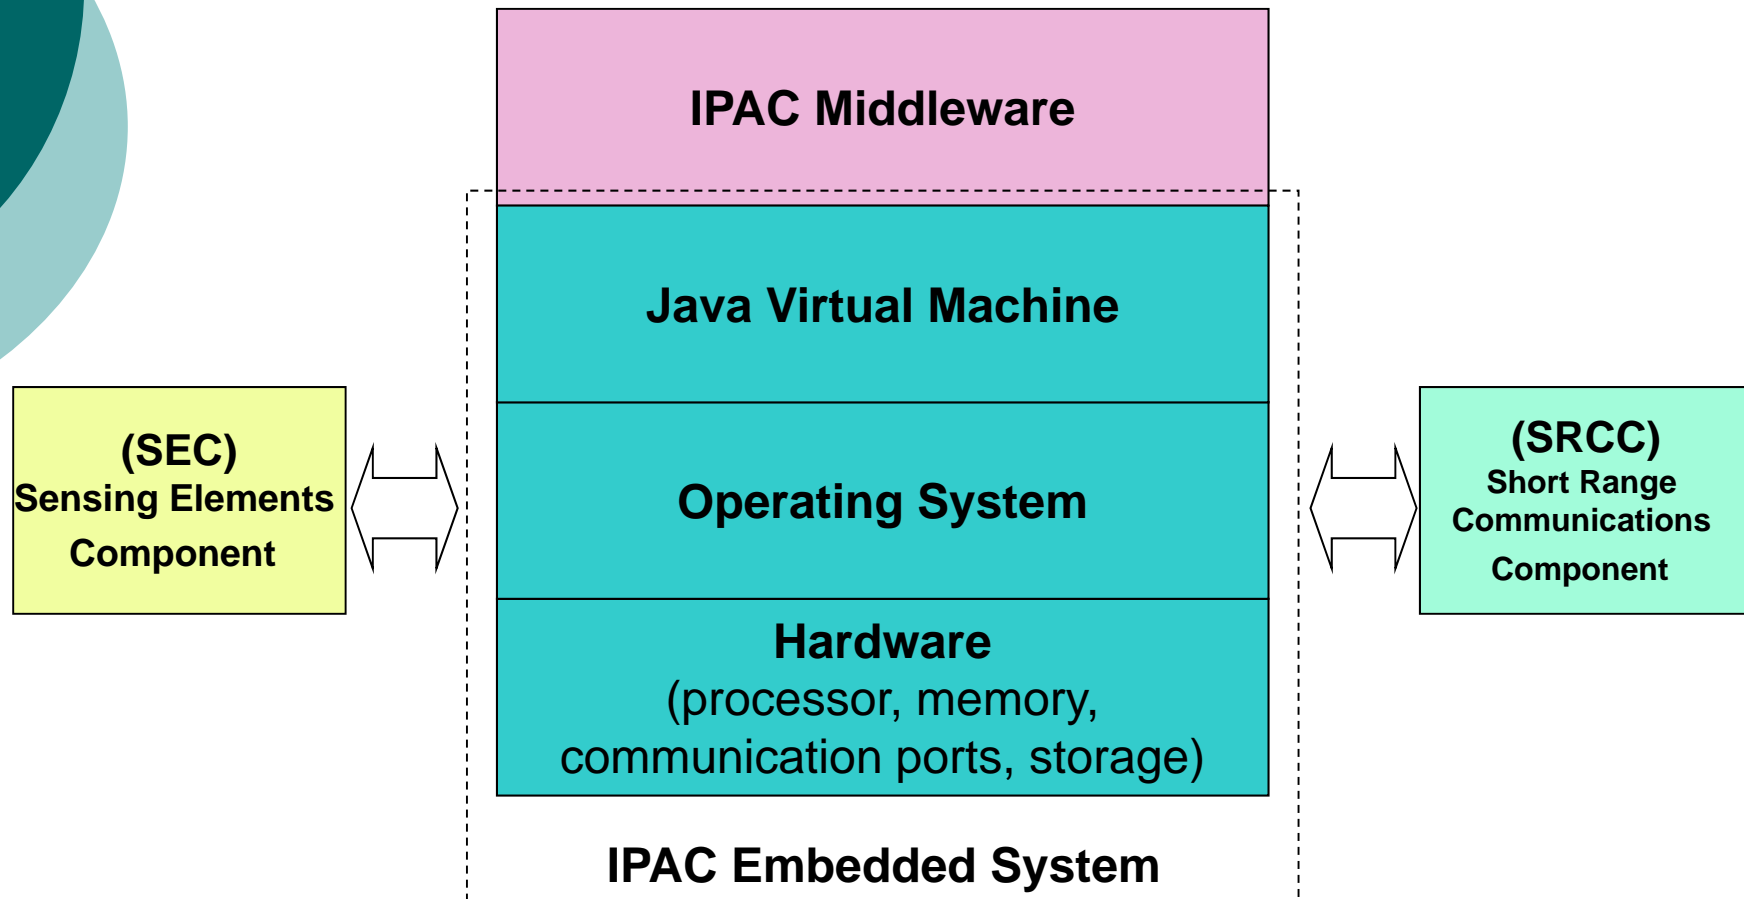 IPAC Middleware
Java Virtual Machine
(SEC)
Sensing Elements
Component
Operating System
(SRCC)
Short Range
Communications
Component
Hardware
(processor, memory,
communication ports, storage)
IPAC Embedded System